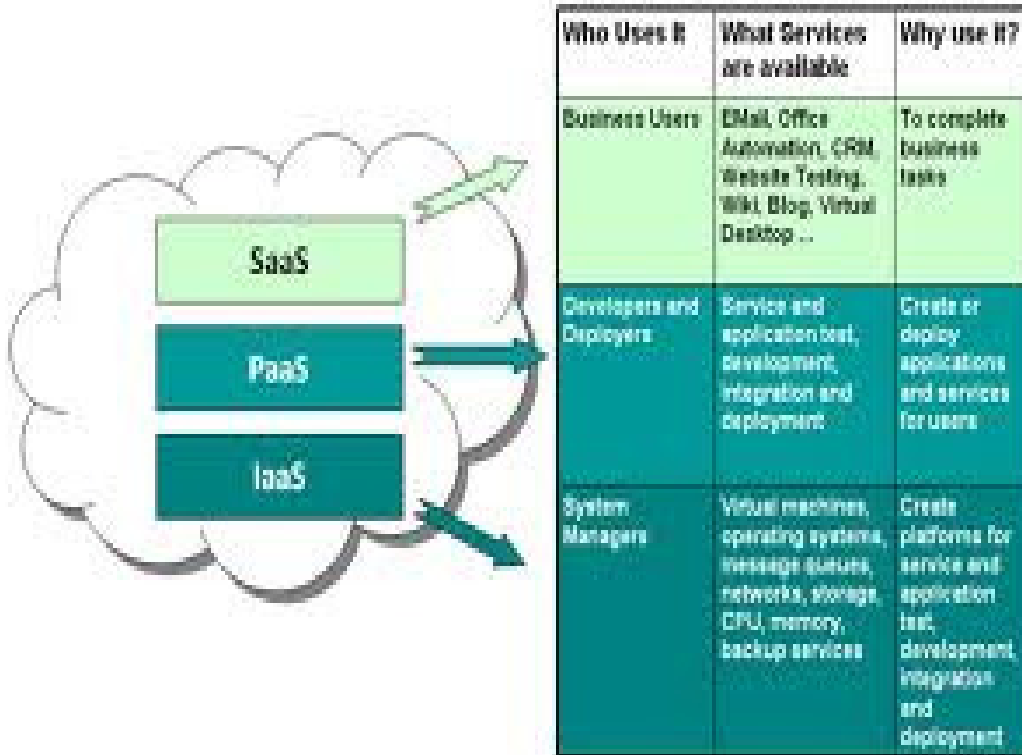 SaaS
PaaS
IaaS
Who Uses It
What Services
are available
Why use it?
Business Users
EMail, Office
Automation, CRM,
Website Testing,
Wiki, Blog, Virtual
Desktop ...
To complete
business
tasks
Developers and
Deployers
Service and
application test,
development,
integration and
deployment
Create or
deploy
applications
and services
for users
System
Managers
Virtual machines,
operating systems,
message queues,
networks, storage,
CPU, memory,
backup services
Create
platforms for
service and
application
test,
development,
integration
and
deployment